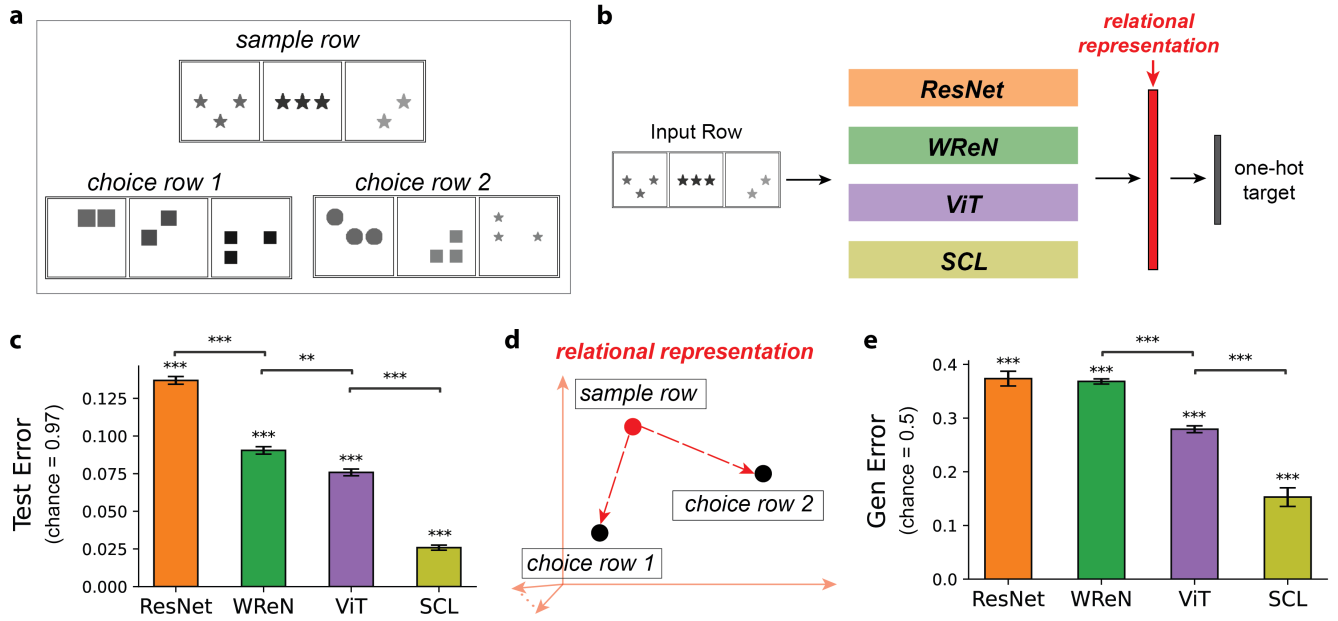 a
sample row
choice row 1
choice row 2
b
relational
representation
Input Row
ResNet
WReN
ViT
SCL
one-hot
target
c
Test Error
(chance = 0.97)
***
**
***
***
***
***
***
0.125
0.100
0.075
0.050
0.025
0.000
ResNet
WReN
ViT
SCL
d
relational representation
sample row
choice row 2
choice row 1
e
Gen Error
(chance = 0.5)
***
***
***
***
***
***
0.4
0.3
0.2
0.1
0.0
ResNet
WReN
ViT
SCL